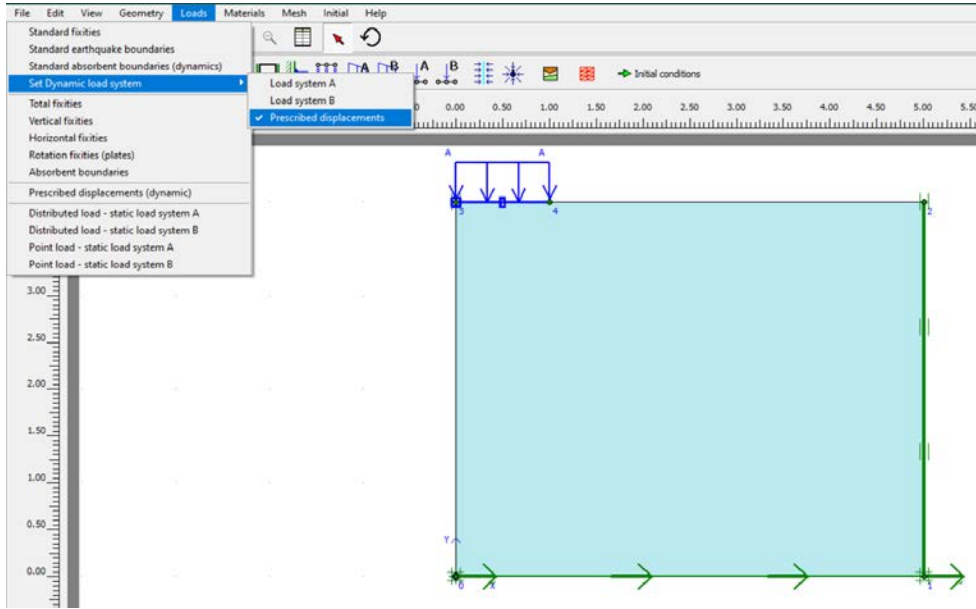 File Edit View Geometry Loads Materials Mesh Initial Help
Standard fixities
Standard earthquake boundaries
Standard absorbent boundaries (dynamics)
Set Dynamic load system
Total fixities
Vertical fixities
Horizontal fixities
Rotation fixities (plates)
Absorbent boundaries
Prescribed displacements (dynamic)
Distributed load - static load system A
Distributed load - static load system B
Point load - static load system A
Point load - static load system B
Load system A
Load system B
Prescribed displacements
A B A B Initial conditions
0 0.00 0.50 1.00 1.50 2.00 2.50 3.00 3.50 4.00 4.50 5.00 5.50
A A
3 4 2
3.00
2.50
2.00
1.50
1.00
0.50
Y
0.00
0 X 1